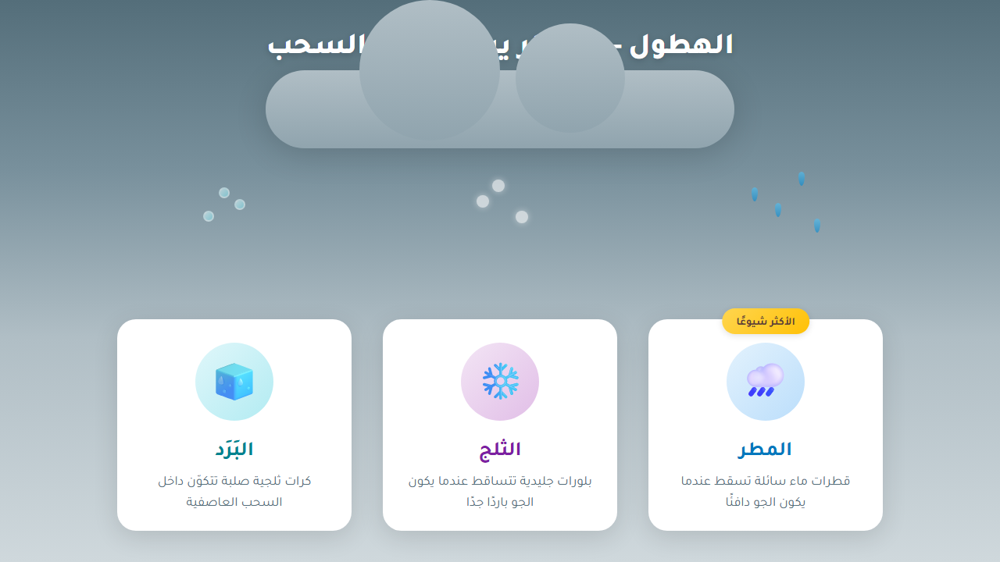 الهطول - السحب
الأكثر شيوعًا
المطر
قطرات ماء سائلة تسقط عندما
يكون الجو دافئًا
الثلج
بلورات جليدية تتساقط عندما يكون
الجو باردًا جدًا
البَرَد
كرات ثلجية صلبة تتكوّن داخل
السحب العاصفية